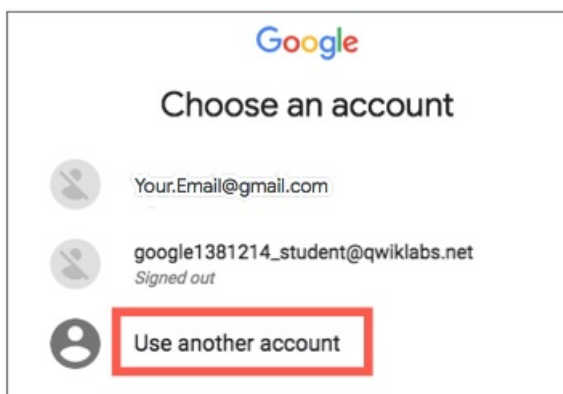 Google
Choose an account
Your.Email@gmail.com
google1381214_student@qwiklabs.net
Signed out
Use another account